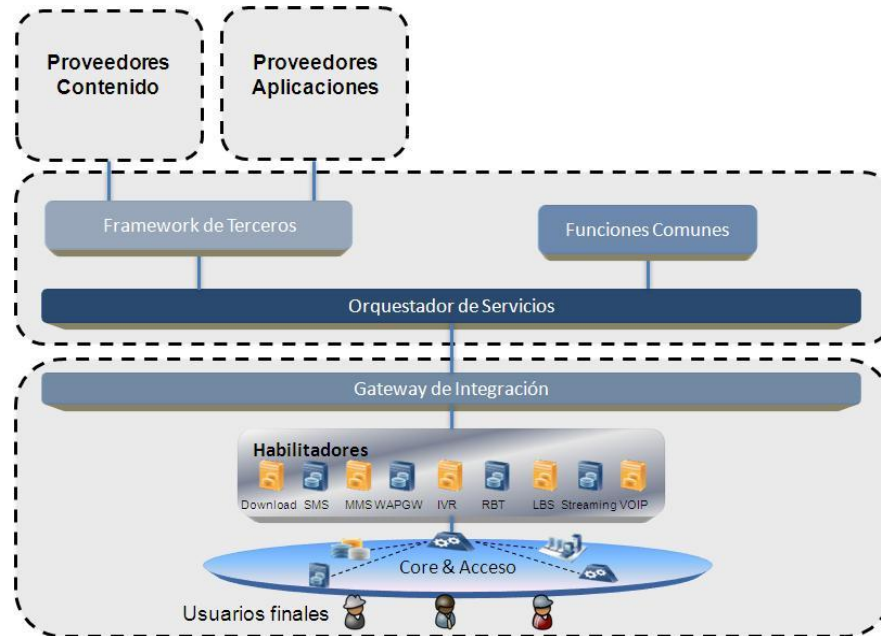 Proveedores
Contenido
Proveedores
Aplicaciones
Framework de Terceros
Funciones Comunes
Orquestador de Servicios
Gateway de Integración
Habilitadores
Download SMS MMS WAPGW IVR RBT LBS Streaming VOIP
Core & Acceso
Usuarios finales